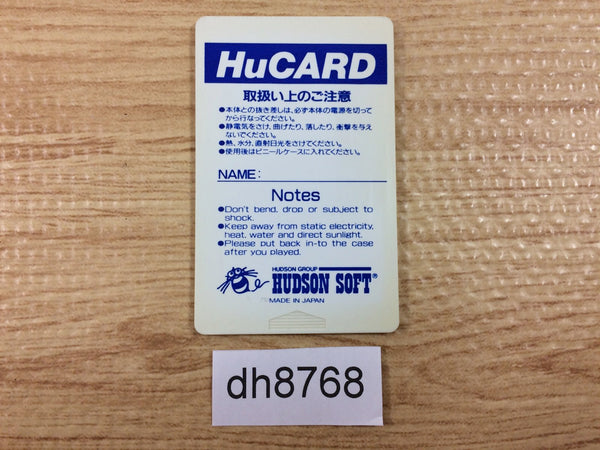 HuCARD
取扱い上のご注意
●本体との抜き差しは、必ず本体の電源を切って
から行なってください。
●静電気をさけ、曲げたり、落したり、衝撃を与え
ないでください。
●熱、水分、直射日光をさけてください。
●使用後はビニールケースに入れてください。
NAME:
Notes
●Don't bend, drop or subject to
shock.
●Keep away from static electricity,
heat, water and direct sunlight.
●Please put back in-to the case
after you played.
HUDSON GROUP
HUDSON SOFT®
MADE IN JAPAN
dh8768